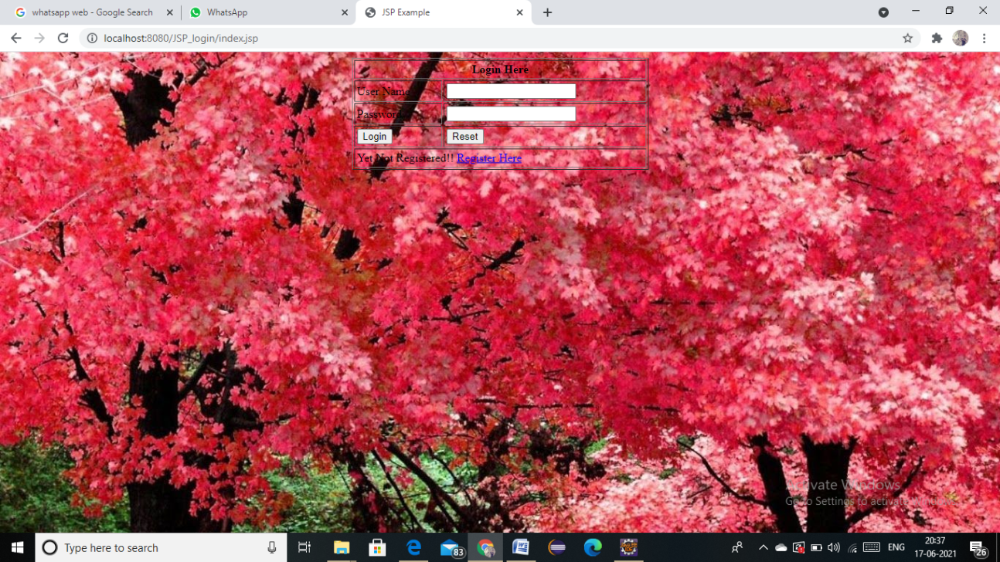 whatsapp web - Google Search
WhatsApp
JSP Example
localhost:8080/JSP_login/index.jsp
Login Here
User Name
Password
Login Reset
Yet Not Registered!! Register Here
Activate Windows
Go to Settings to activate Windows.
Type here to search
83
ENG
20:37
17-06-2021
26